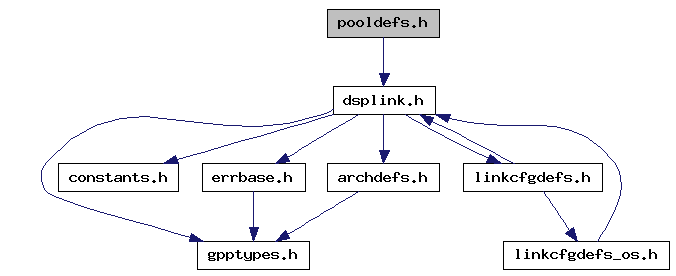 pooldefs.h
dsplink.h
constants.h
errbase.h
archdefs.h
linkcfgdefs.h
gpptypes.h
linkcfgdefs_os.h